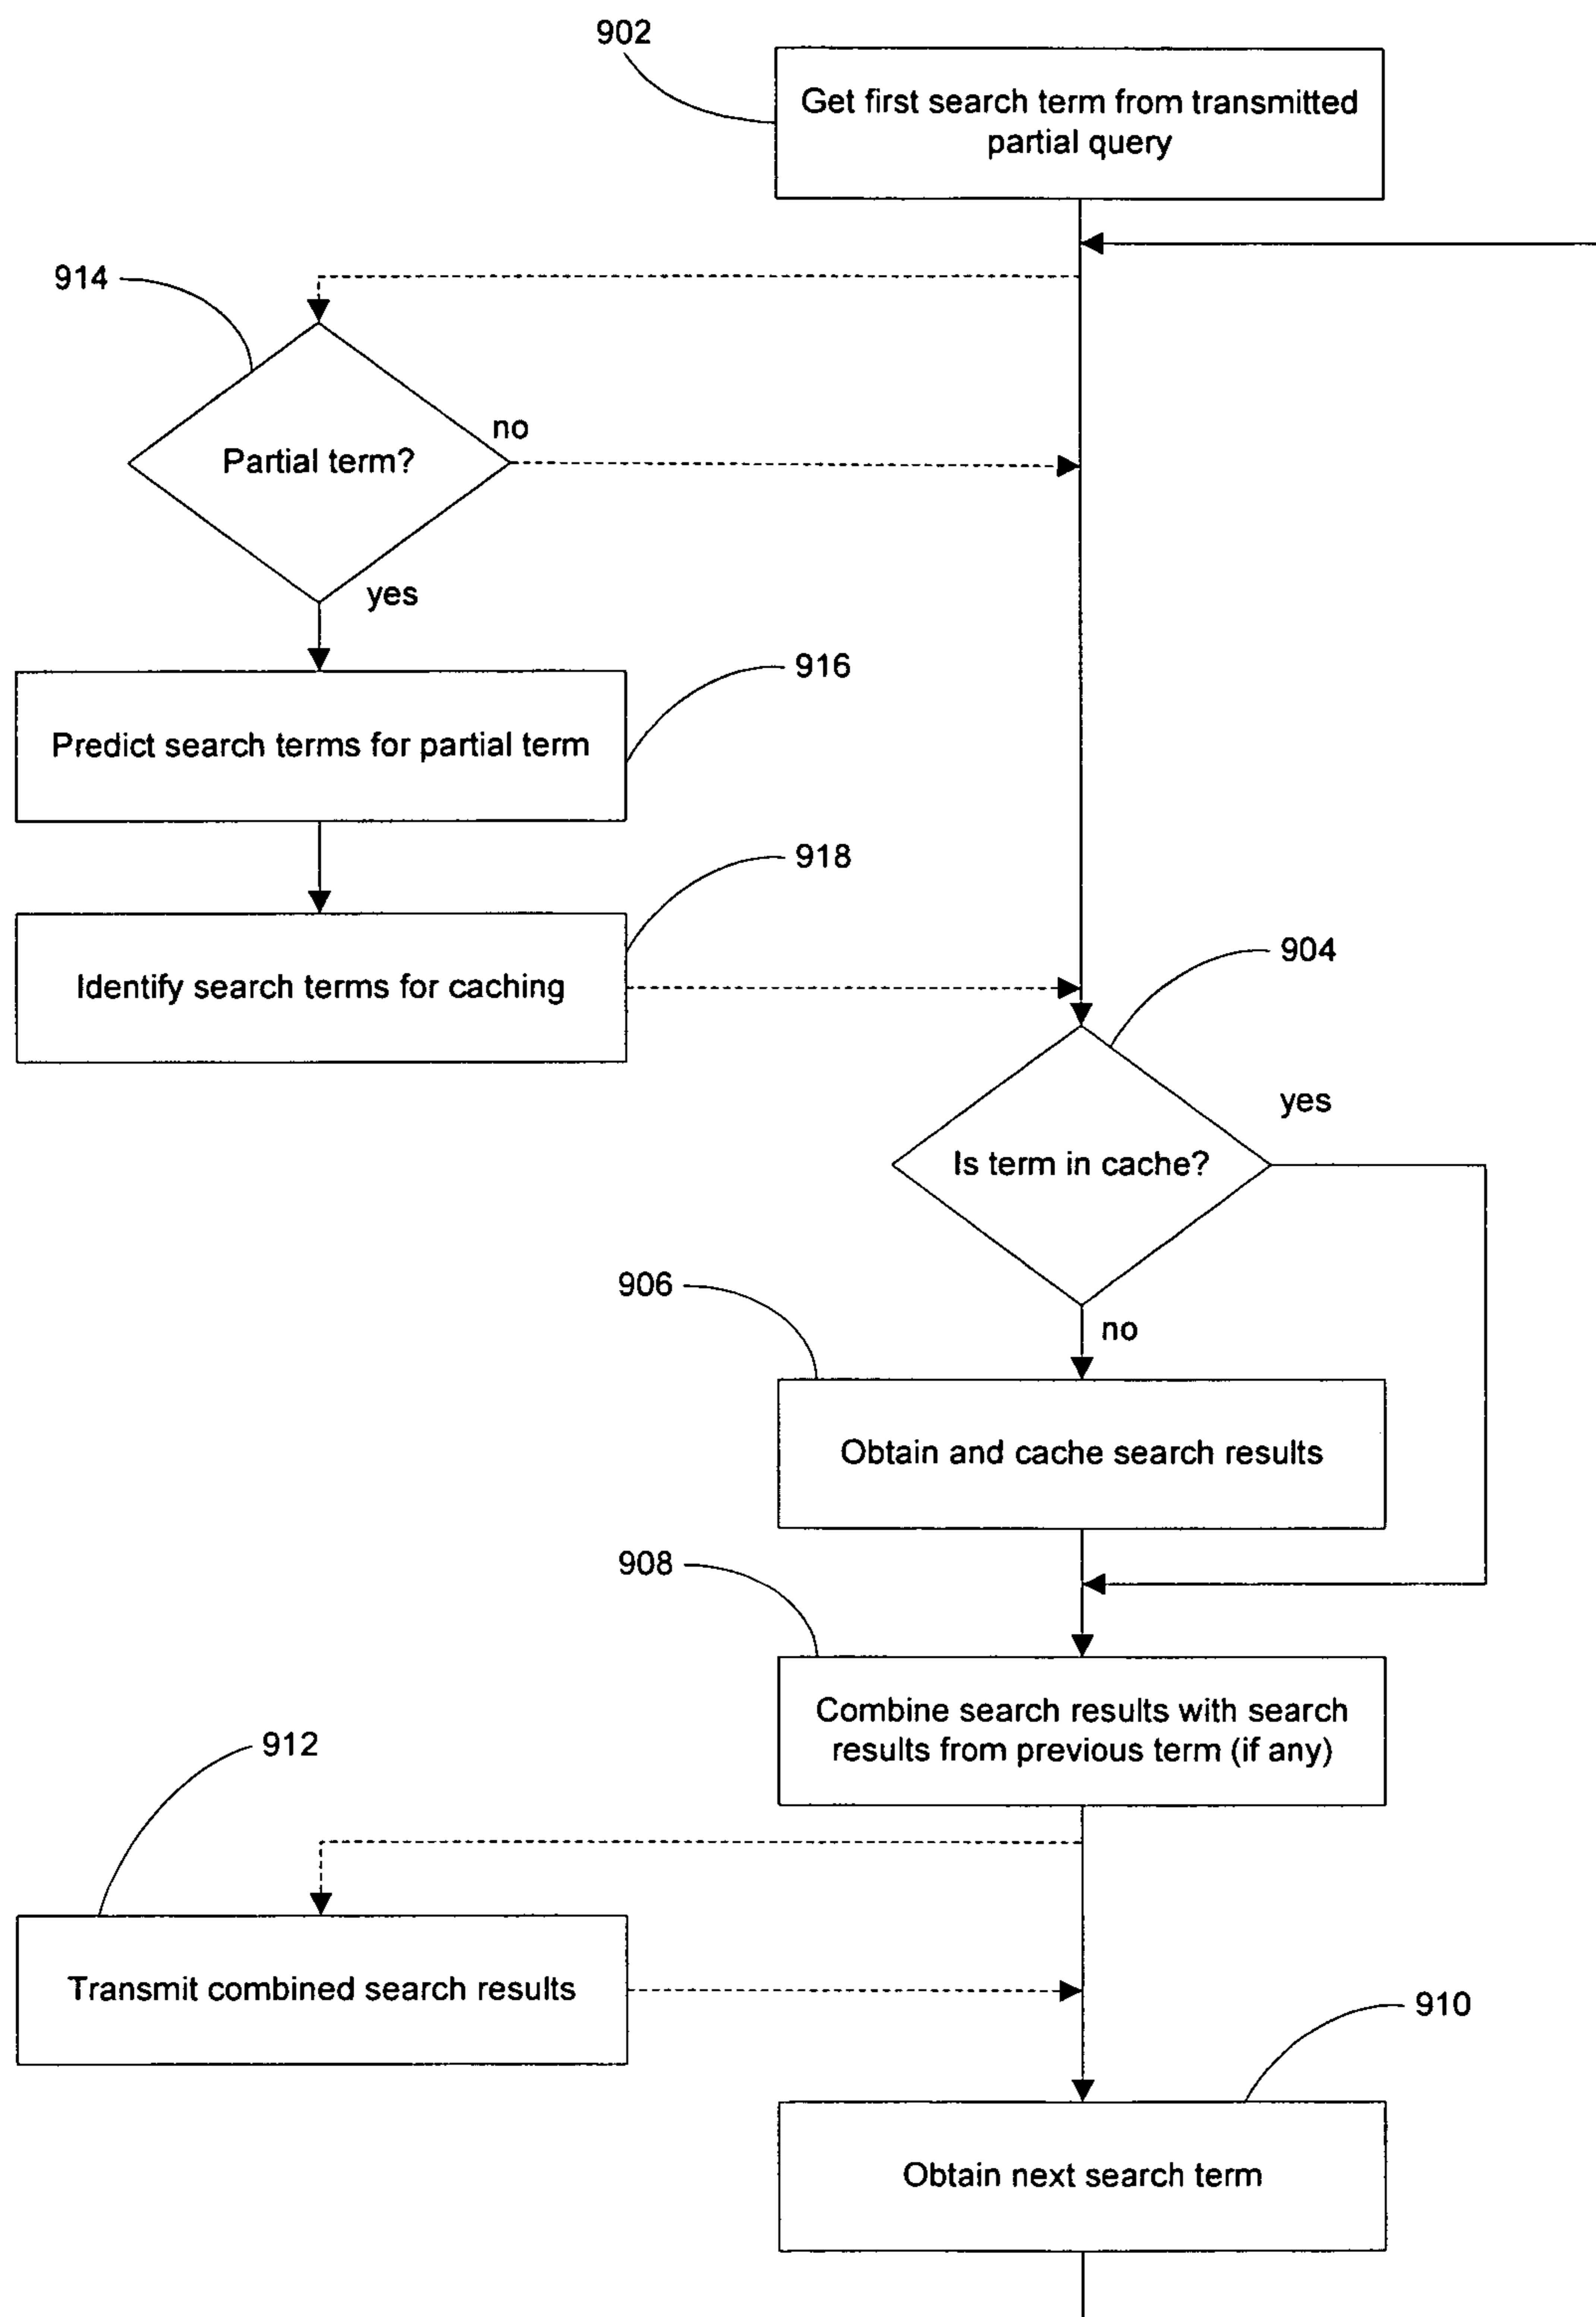 902
Get first search term from transmitted
partial query
914
no
Partial term?
yes
916
Predict search terms for partial term
918
Identify search terms for caching
904
yes
Is term in cache?
906
no
Obtain and cache search results
908
Combine search results with search
results from previous term (if any)
912
Transmit combined search results
910
Obtain next search term